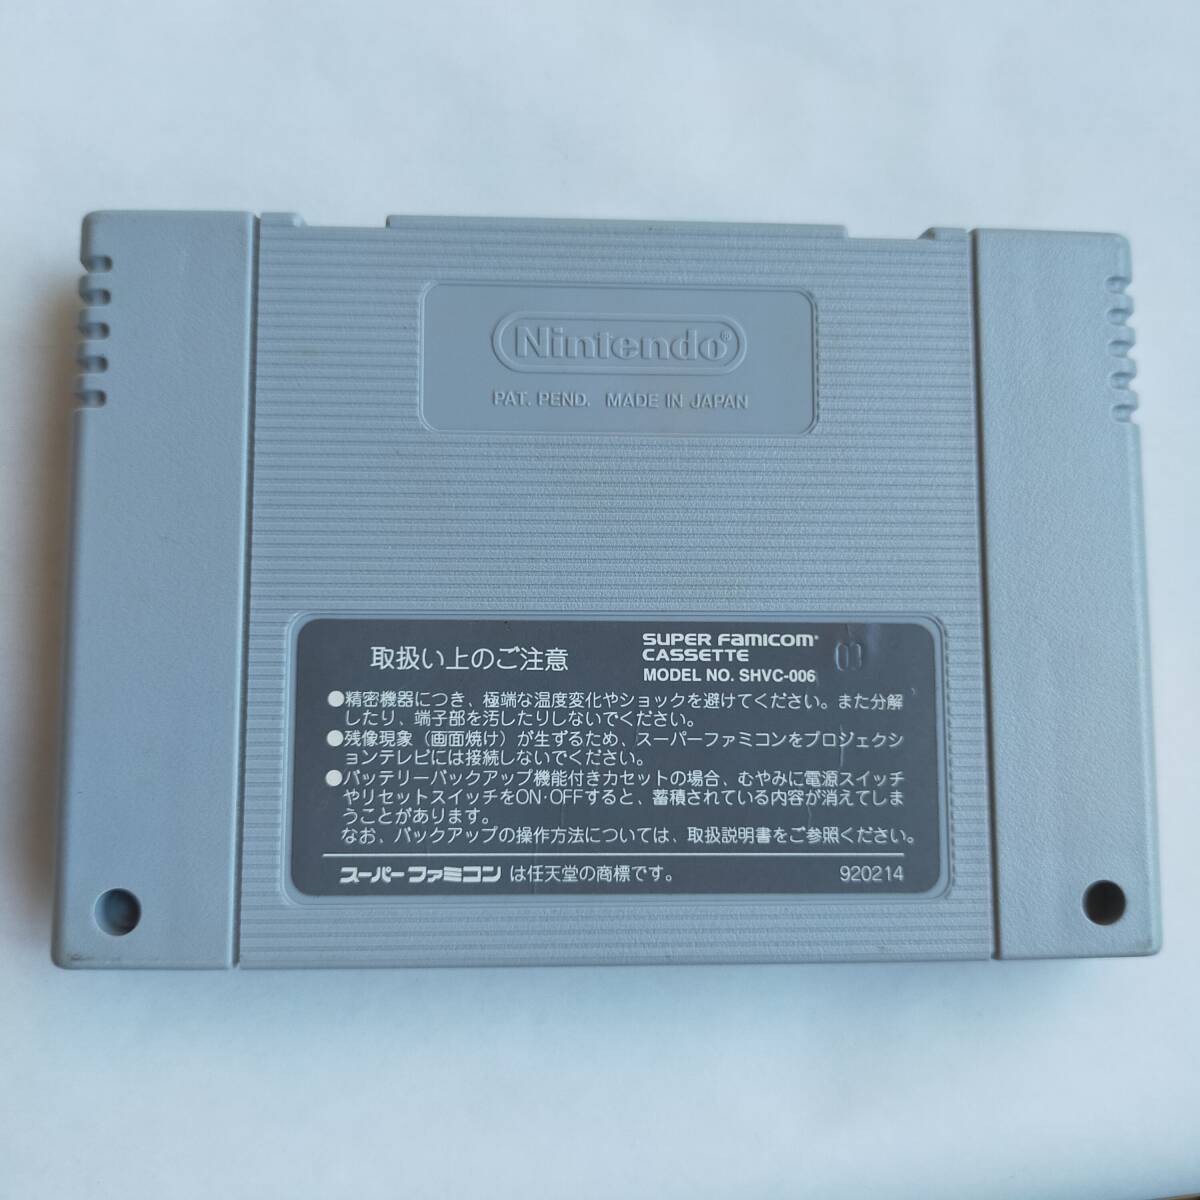 Nintendo®
PAT. PEND. MADE IN JAPAN
取扱い上のご注意
SUPER FAMICOM®
CASSETTE
MODEL NO. SHVC-006
●精密機器につき、極端な温度変化やショックを避けてください。また分解
したり、端子部を汚したりしないでください。
●残像現象（画面焼け）が生ずるため、スーパーファミコンをプロジェクシ
ョンテレビには接続しないでください。
●バッテリーバックアップ機能付きカセットの場合、むやみに電源スイッチ
やリセットスイッチをON·OFFすると、蓄積されている内容が消えてしま
うことがあります。
なお、バックアップの操作方法については、取扱説明書をご参照ください。
スーパーファミコン は任天堂の商標です。
920214